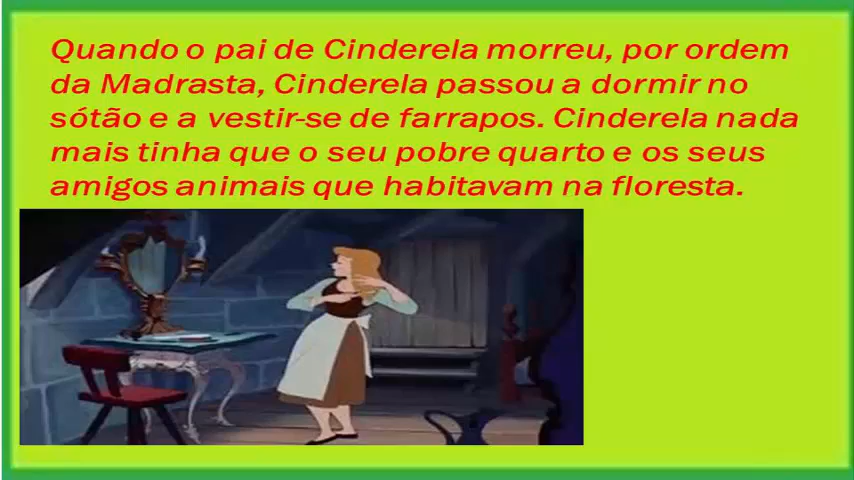 Quando o pai de Cinderela morreu, por ordem
da Madrasta, Cinderela passou a dormir no
sótão e a vestir-se de farrapos. Cinderela nada
mais tinha que o seu pobre quarto e os seus
amigos animais que habitavam na floresta.